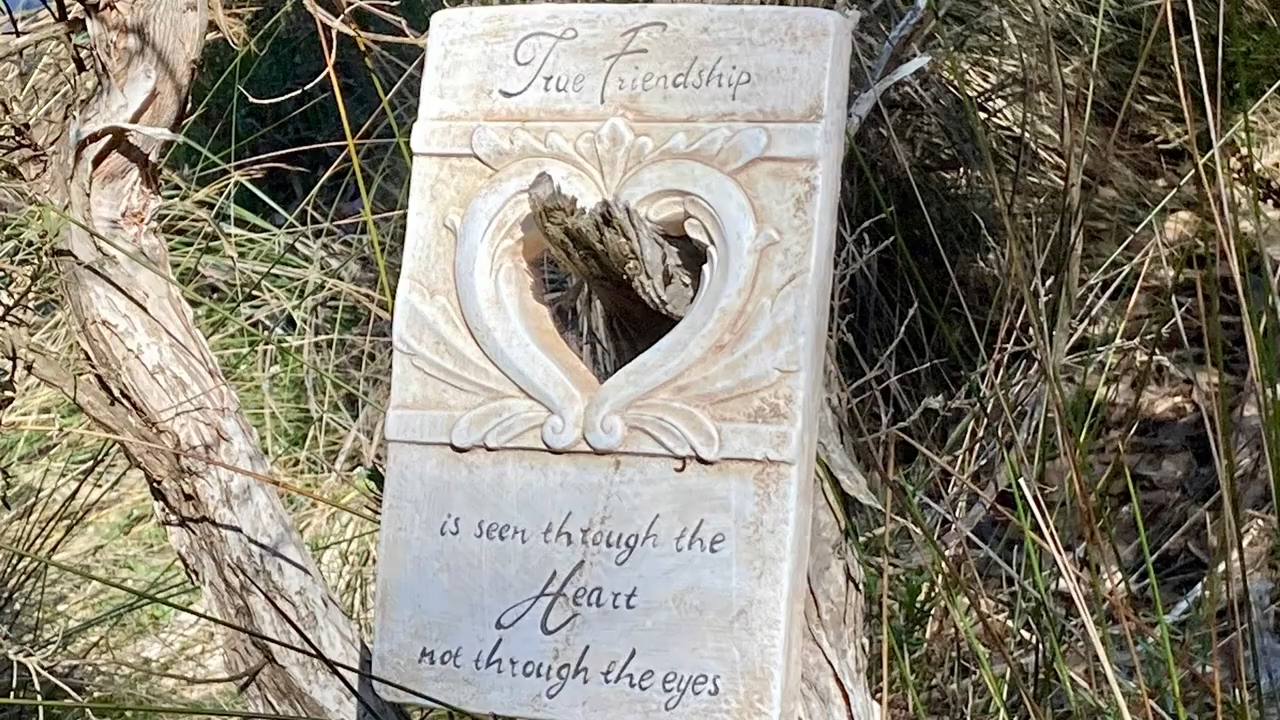 True Friendship
is seen through the
Heart
not through the eyes